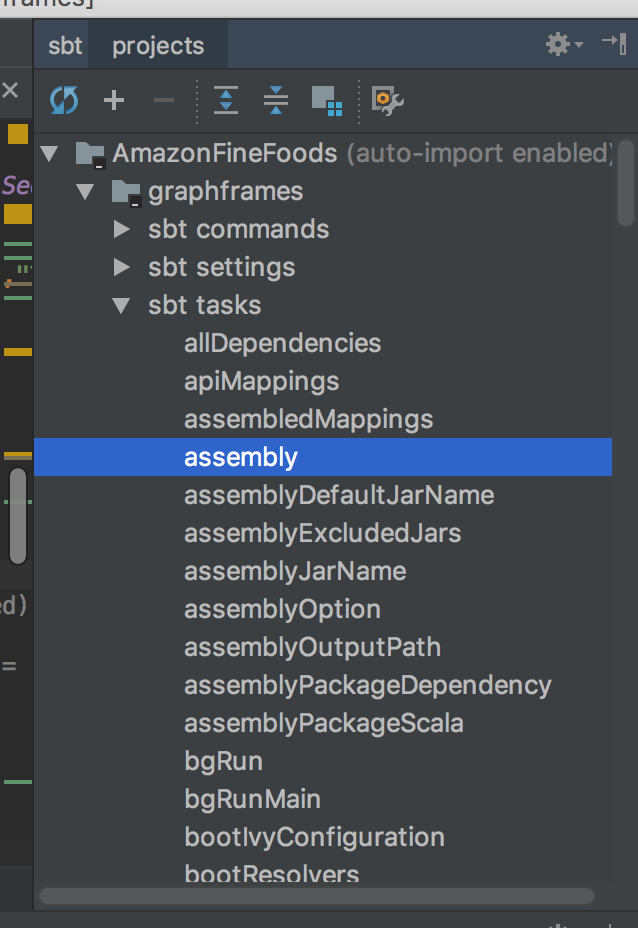 frames]
sbt projects
AmazonFineFoods (auto-import enabled)
graphframes
sbt commands
sbt settings
sbt tasks
allDependencies
apiMappings
assembledMappings
assembly
assemblyDefaultJarName
assemblyExcludedJars
assemblyJarName
assemblyOption
assemblyOutputPath
assemblyPackageDependency
assemblyPackageScala
bgRun
bgRunMain
bootIvyConfiguration
bootResolvers
Se
."
ed)
=